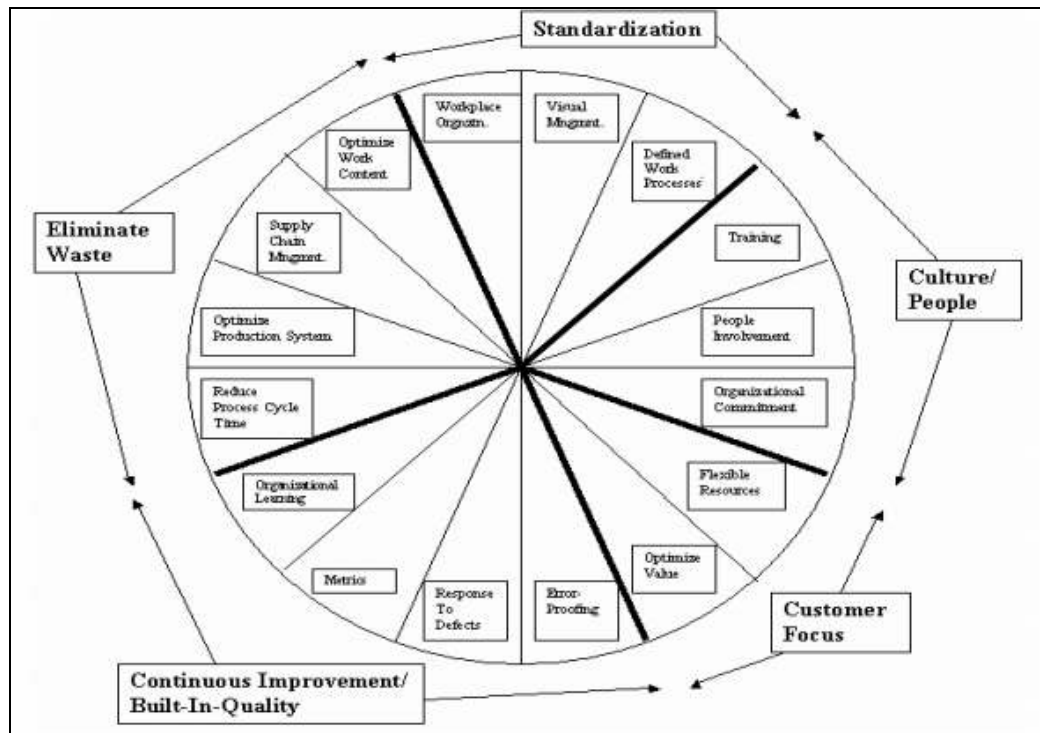 Standardization
Workplace
Orgnztn.
Visual
Mngmnt.
Optimize
Work
Content
Defined
Work
Processes
Eliminate
Waste
Supply
Chain
Mngmnt.
Training
Culture/
People
Optimize
Production System
People
Involvement
Reduce
Process Cycle
Time
Organizational
Commitment
Organizational
Learning
Flexible
Resources
Metrics
Response
To
Defects
Error-
Proofing
Optimize
Value
Customer
Focus
Continuous Improvement/
Built-In-Quality